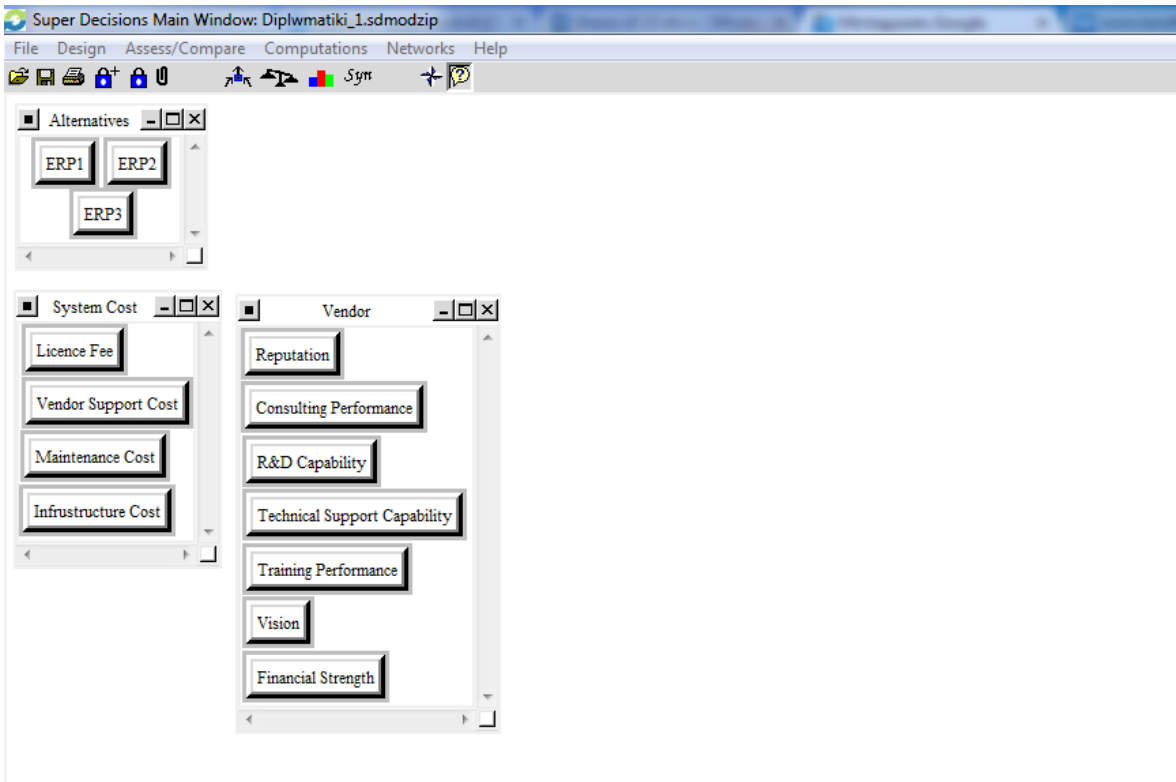 Super Decisions Main Window: Diplwmatiki_1.sdmodzip
File Design Assess/Compare Computations Networks Help
Syn
Alternatives
ERP1 ERP2
ERP3
System Cost
Licence Fee
Vendor Support Cost
Maintenance Cost
Infrustructure Cost
Vendor
Reputation
Consulting Performance
R&D Capability
Technical Support Capability
Training Performance
Vision
Financial Strength